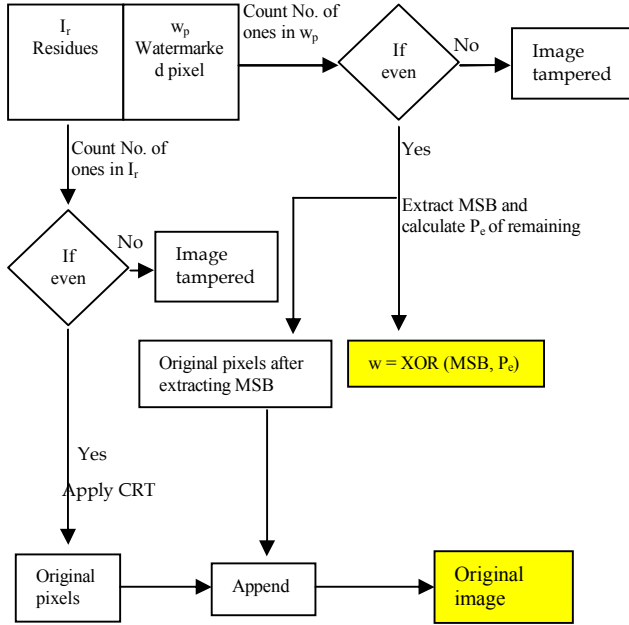 I_r
Residues
w_p
Watermarke
d pixel
Count No. of
ones in w_p
If
even
No
Image
tampered
Count No. of
ones in I_r
Yes
Extract MSB and
calculate P_e of remaining
If
even
No
Image
tampered
Original pixels after
extracting MSB
w = XOR (MSB, P_e)
Yes
Apply CRT
Original
pixels
Append
Original
image